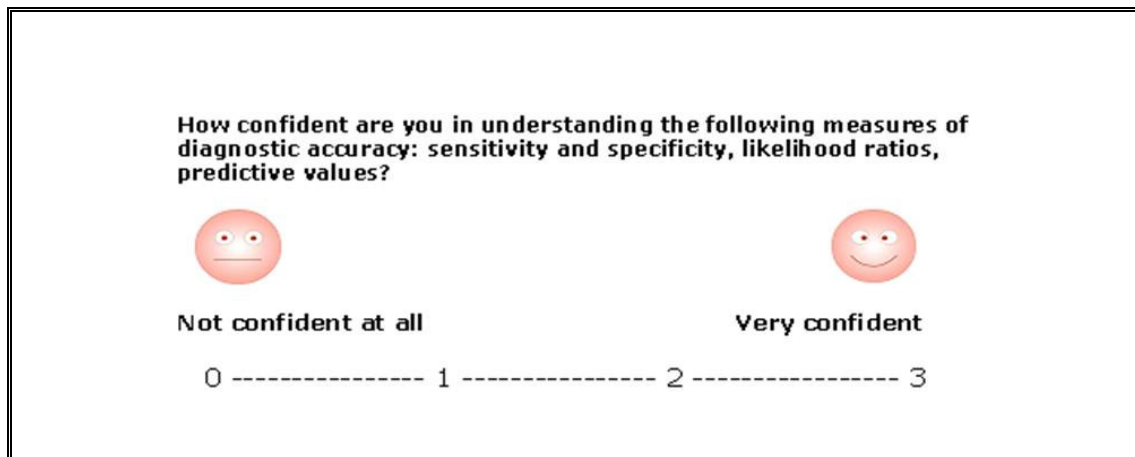 How confident are you in understanding the following measures of
diagnostic accuracy: sensitivity and specificity, likelihood ratios,
predictive values?
Not confident at all Very confident
0 ---------------- 1 ---------------- 2 ----------------- 3